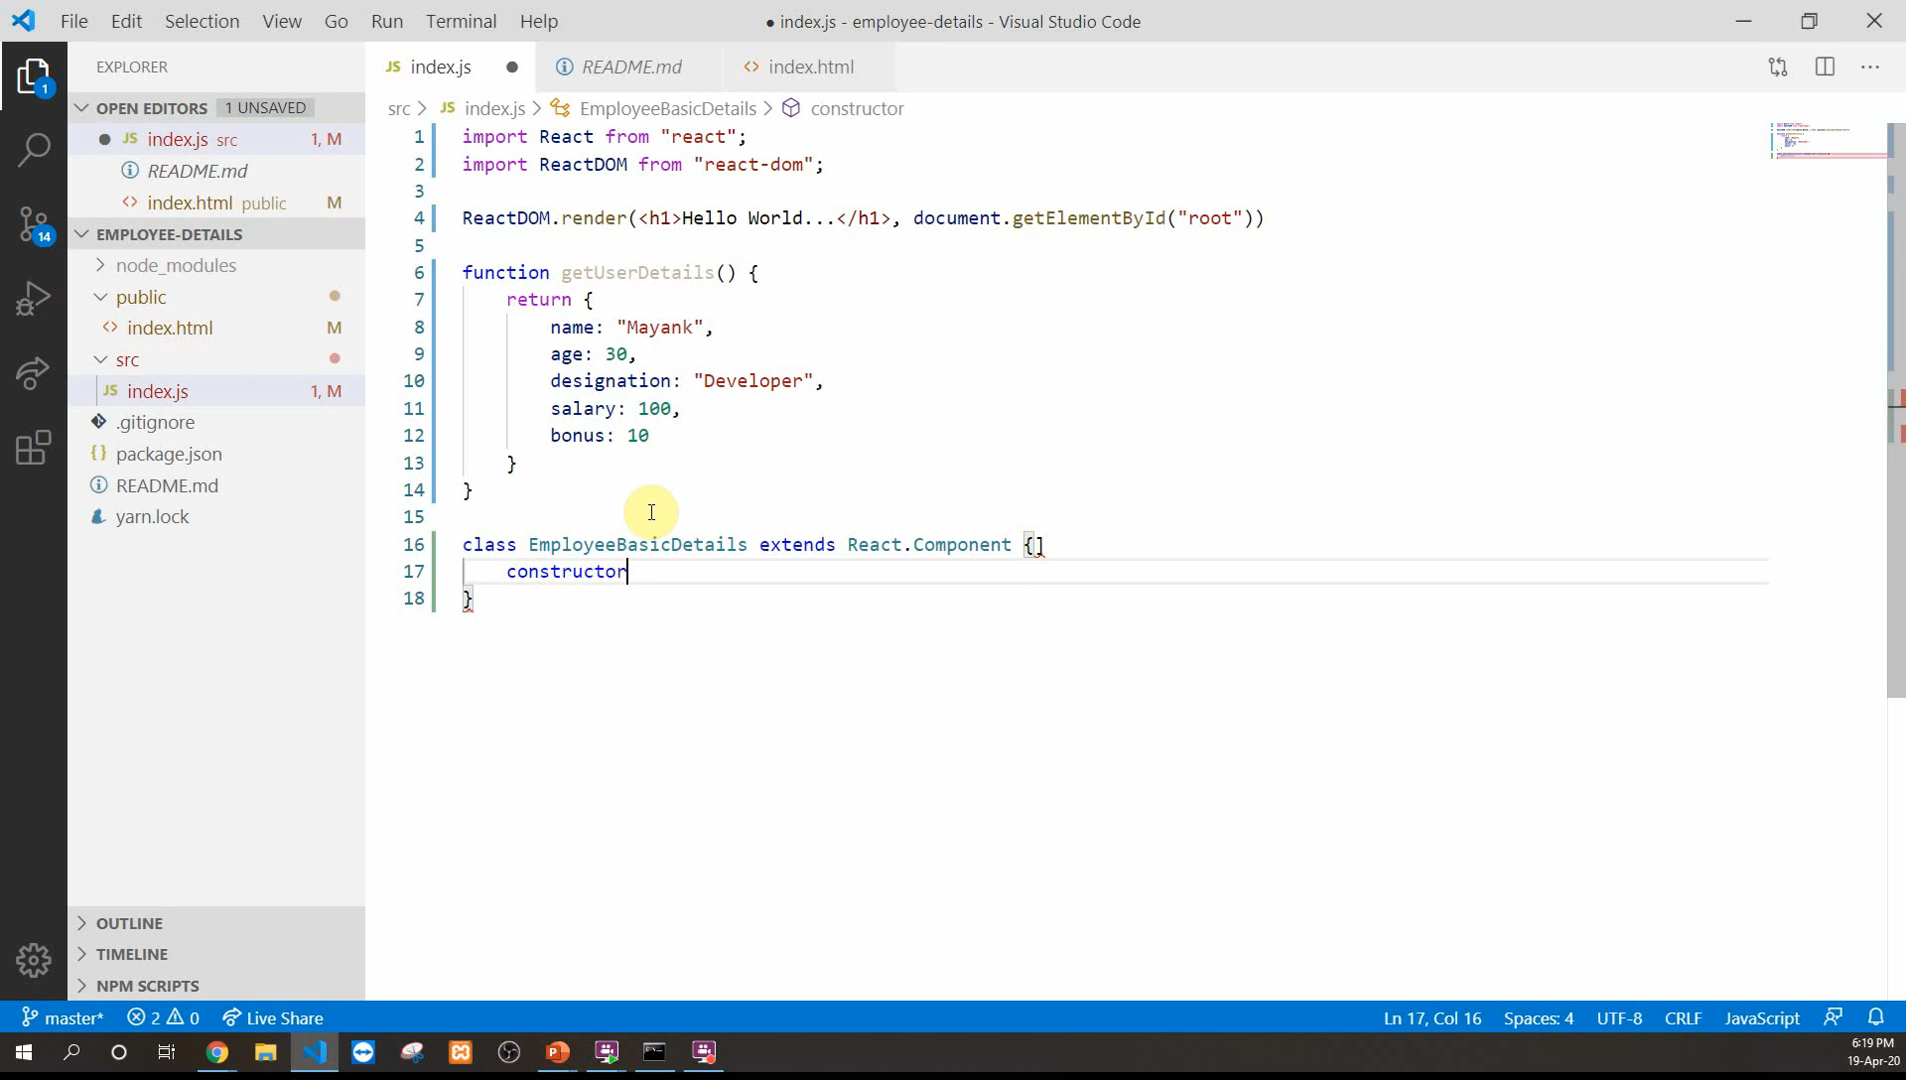 File Edit Selection View Go Run Terminal Help
● index.js - employee-details - Visual Studio Code
EXPLORER
JS index.js
README.md
index.html
OPEN EDITORS 1 UNSAVED
JS index.js src 1, M
README.md
index.html public M
EMPLOYEE-DETAILS
node_modules
public
index.html M
src
JS index.js 1, M
.gitignore
package.json
README.md
yarn.lock
OUTLINE
TIMELINE
NPM SCRIPTS
1
14
src > JS index.js > EmployeeBasicDetails > constructor
1 import React from "react";
2 import ReactDOM from "react-dom";
3
4 ReactDOM.render(<h1>Hello World...</h1>, document.getElementById("root"))
5
6 function getUserDetails() {
7 return {
8 name: "Mayank",
9 age: 30,
10 designation: "Developer",
11 salary: 100,
12 bonus: 10
13 }
14 }
15
16 class EmployeeBasicDetails extends React.Component {]
17 constructor
18 }
master* 2 0 Live Share
Ln 17, Col 16 Spaces: 4 UTF-8 CRLF JavaScript
6:19 PM
19-Apr-20